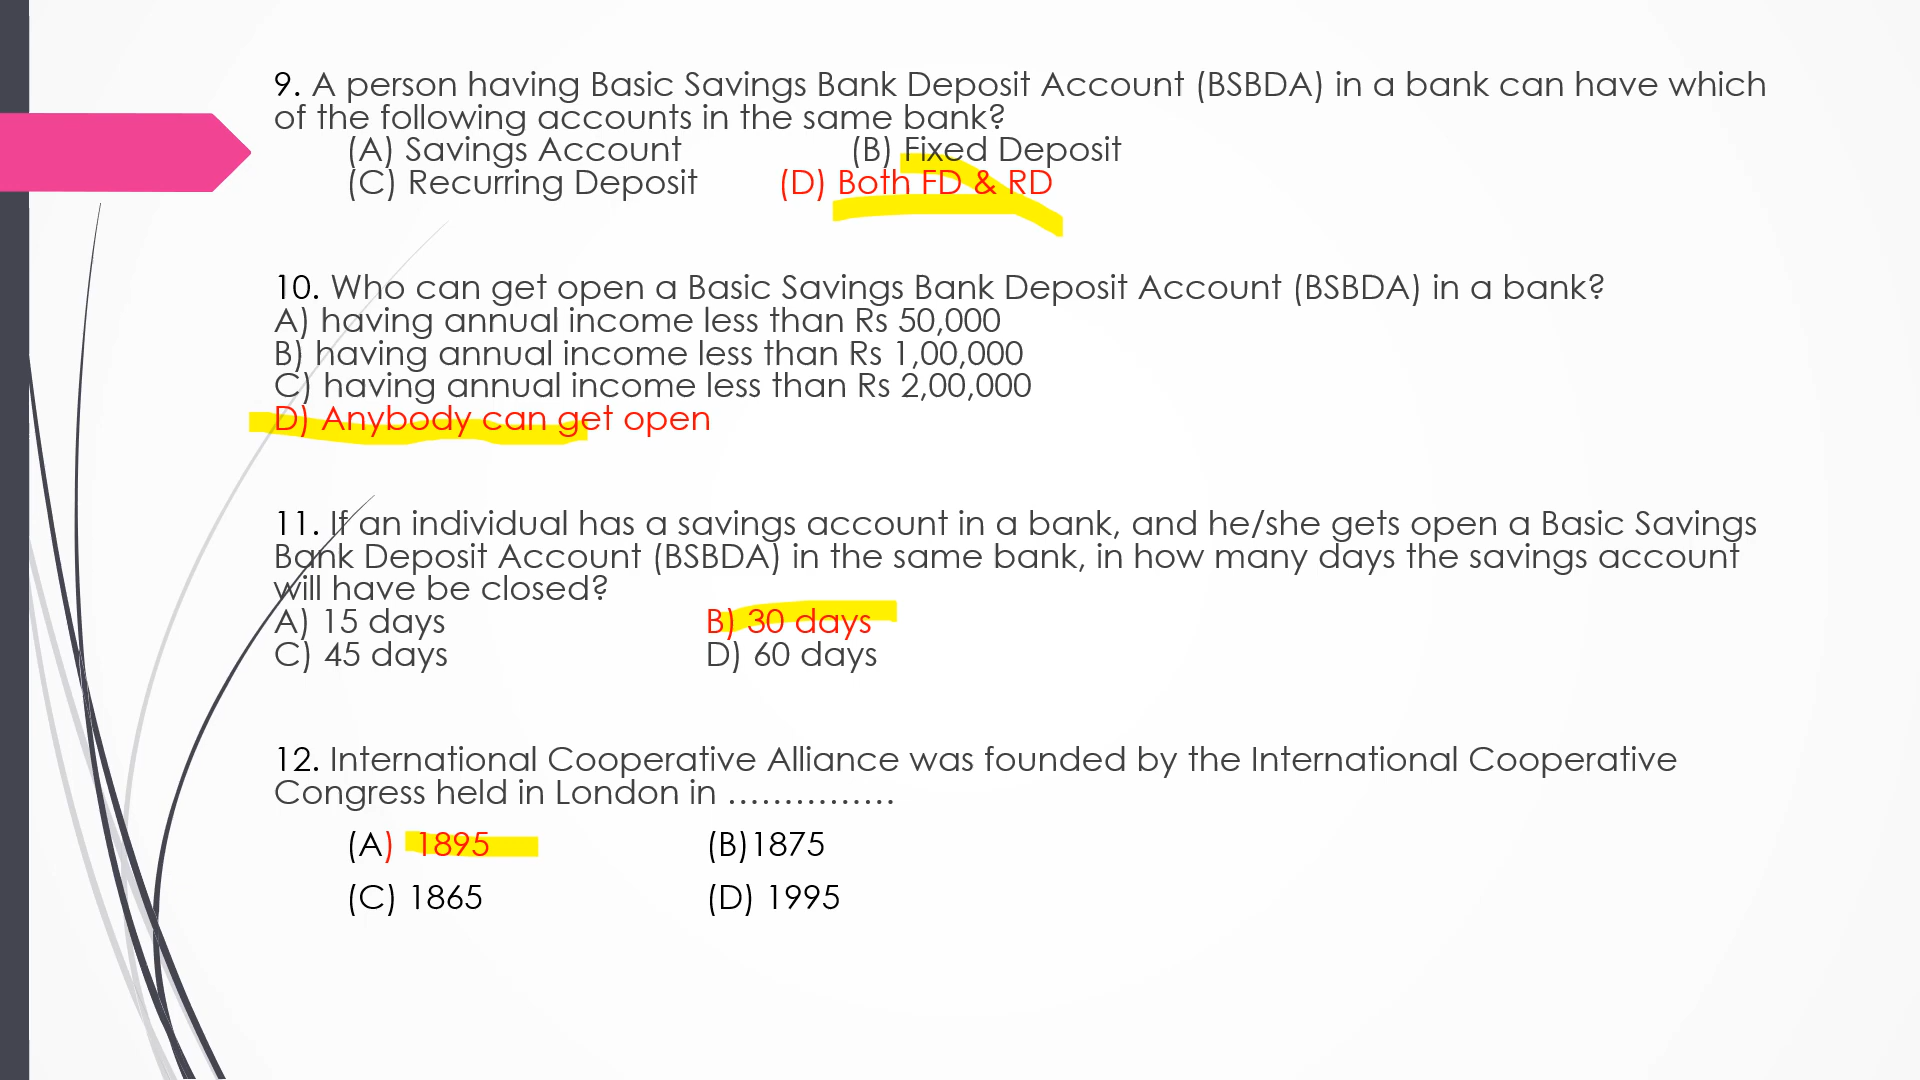 9. A person having Basic Savings Bank Deposit Account (BSBDA) in a bank can have which
of the following accounts in the same bank?
(A) Savings Account (B) Fixed Deposit
(C) Recurring Deposit (D) Both FD & RD
10. Who can get open a Basic Savings Bank Deposit Account (BSBDA) in a bank?
A) having annual income less than Rs 50,000
B) having annual income less than Rs 1,00,000
C) having annual income less than Rs 2,00,000
D) Anybody can get open
11. If an individual has a savings account in a bank, and he/she gets open a Basic Savings
Bank Deposit Account (BSBDA) in the same bank, in how many days the savings account
will have be closed?
A) 15 days B) 30 days
C) 45 days D) 60 days
12. International Cooperative Alliance was founded by the International Cooperative
Congress held in London in ……………
(A) 1895 (B)1875
(C) 1865 (D) 1995